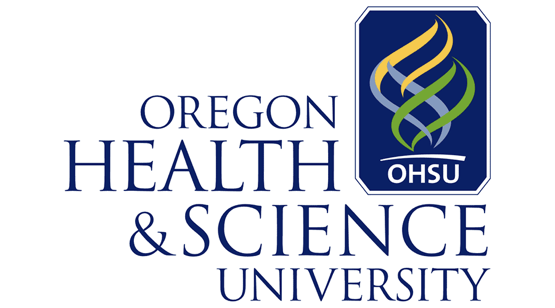 OREGON
HEALTH
& SCIENCE
UNIVERSITY
OHSU